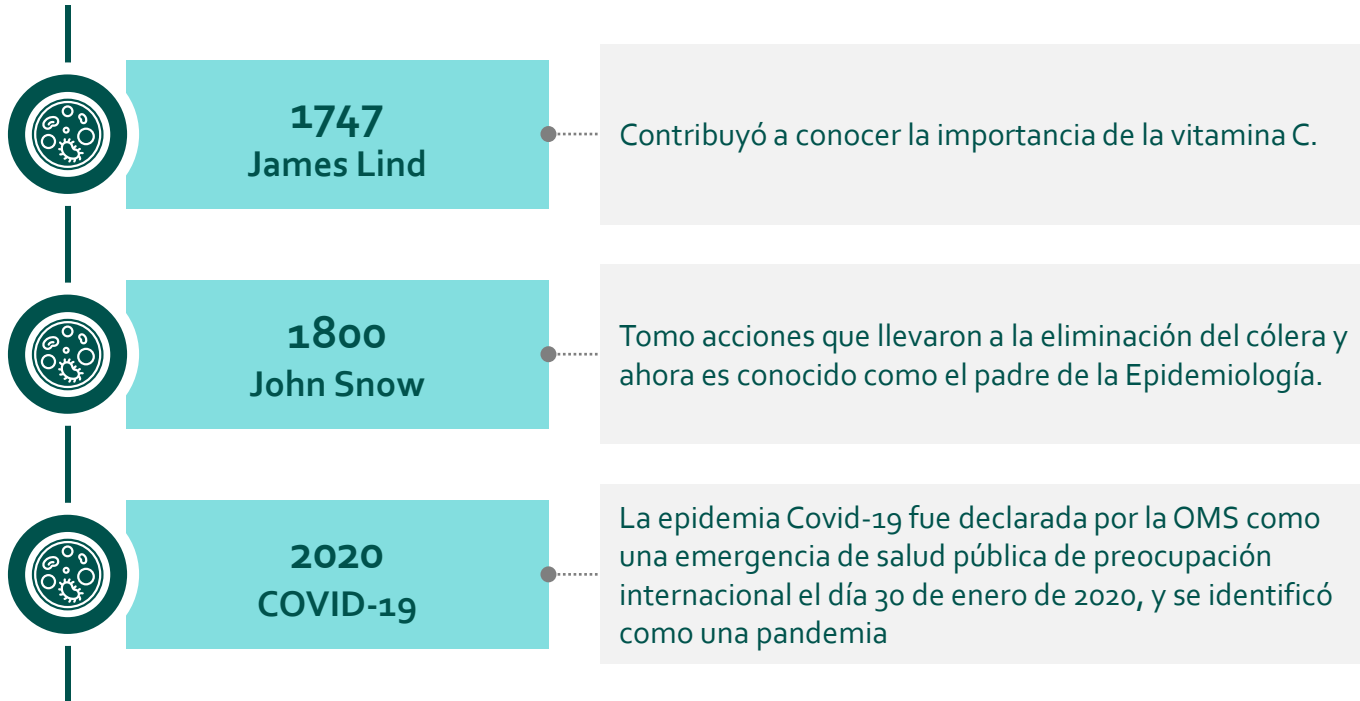 1747
James Lind
Contribuyó a conocer la importancia de la vitamina C.
1800
John Snow
Tomo acciones que llevaron a la eliminación del cólera y
ahora es conocido como el padre de la Epidemiología.
2020
COVID-19
La epidemia Covid-19 fue declarada por la OMS como
una emergencia de salud pública de preocupación
internacional el día 30 de enero de 2020, y se identificó
como una pandemia